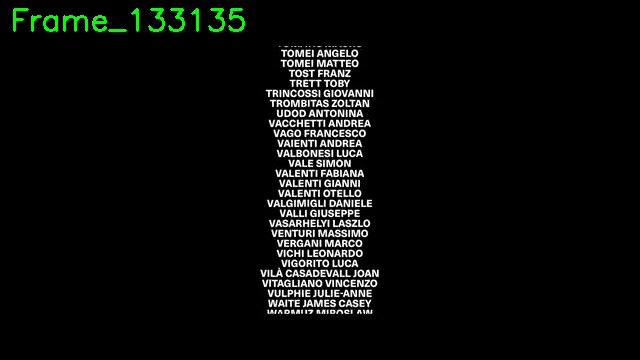 Frame_133135
TOMEI ANGELO
TOMEI MATTEO
TOST FRANZ
TRETT TOBY
TRINCOSSI GIOVANNI
TROMBITAS ZOLTAN
UDOD ANTONINA
VACCHETTI ANDREA
VAGO FRANCESCO
VAIENTI ANDREA
VALBONESI LUCA
VALE SIMON
VALENTI FABIANA
VALENTI GIANNI
VALENTI OTELLO
VALGIMIGLI DANIELE
VALLI GIUSEPPE
VASARHELYI LASZLO
VENTURI MASSIMO
VERGANI MARCO
VICHI LEONARDO
VIGORITO LUCA
VILÀ CASADEVALL JOAN
VITAGLIANO VINCENZO
VULPHIE JULIE-ANNE
WAITE JAMES CASEY
WARMUZ MIROSLAW